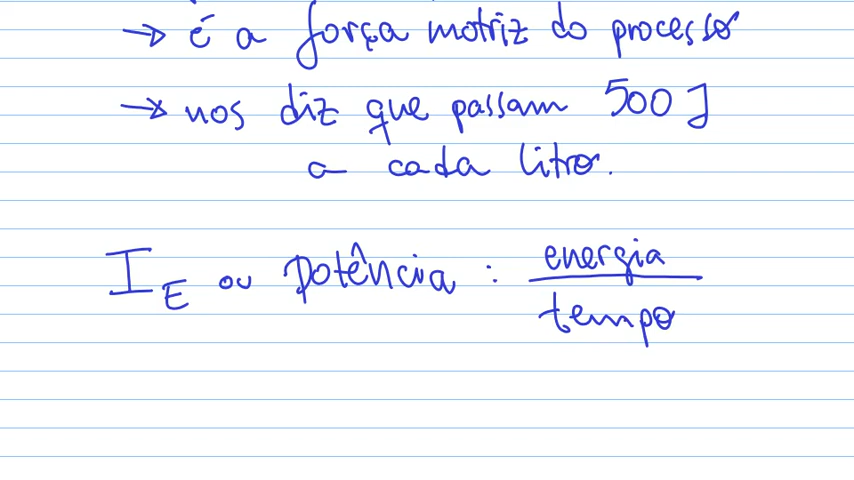 → é a força motriz do processo
→ nos diz que passam 500 J
a cada litro.
I_E ou potência : energia
tempo